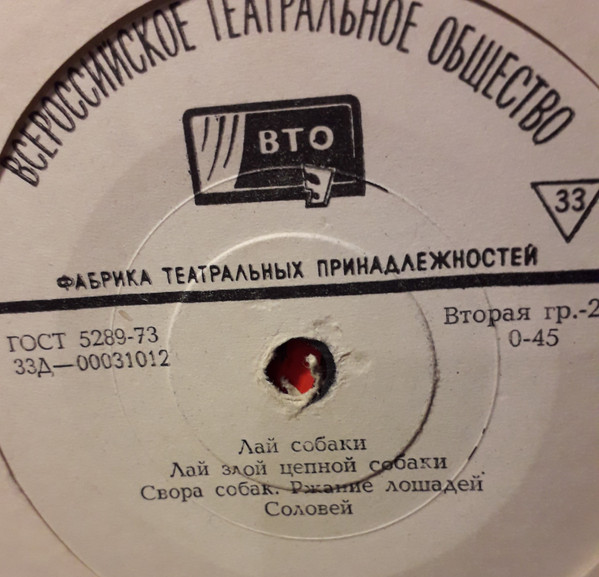 ВСЕРОССИЙСКОЕ ТЕАТРАЛЬНОЕ ОБЩЕСТВО
ВТО
33
ФАБРИКА ТЕАТРАЛЬНЫХ ПРИНАДЛЕЖНОСТЕЙ
ГОСТ 5289-73
33Д—00031012
Вторая гр.-2
0-45
Лай собаки
Лай злой цепной собаки
Свора собак. Ржание лошадей
Соловей